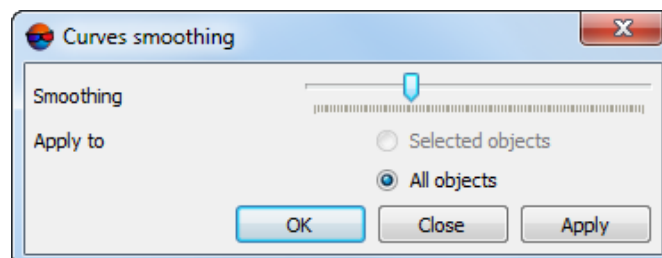 Curves smoothing
Smoothing
Apply to
Selected objects
All objects
OK Close Apply